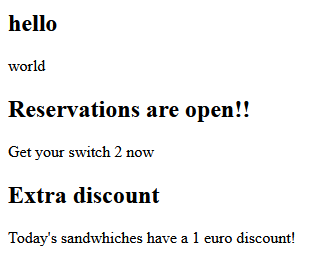 hello
world
Reservations are open!!
Get your switch 2 now
Extra discount
Today's sandwhiches have a 1 euro discount!